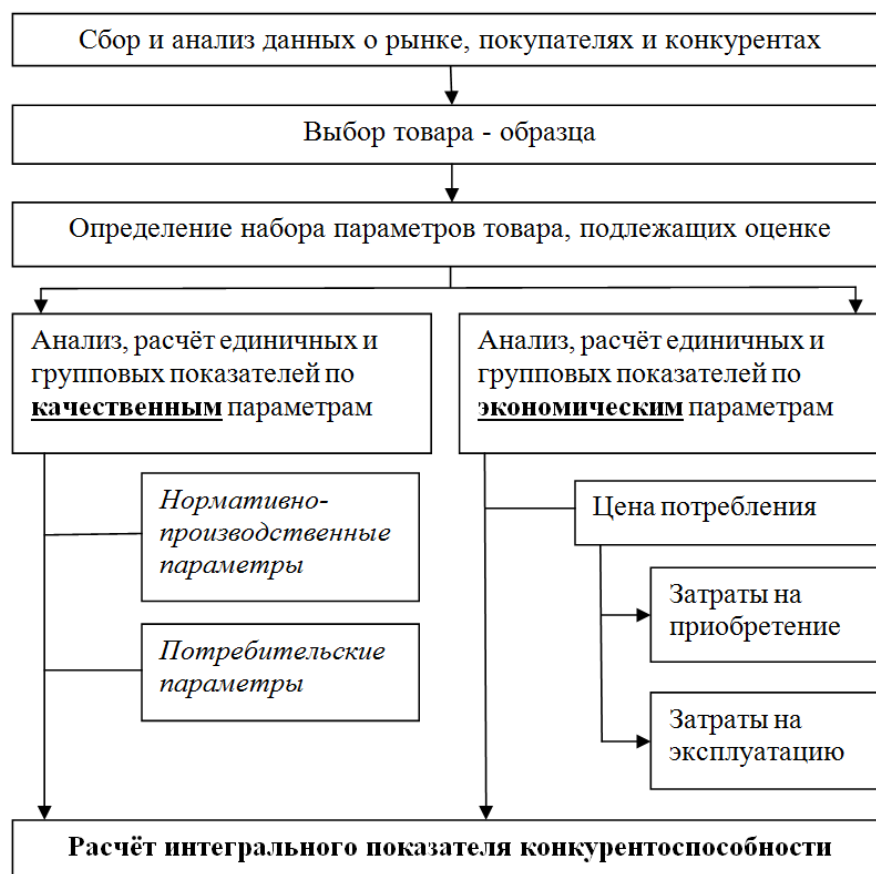 Сбор и анализ данных о рынке, покупателях и конкурентах
Выбор товара - образца
Определение набора параметров товара, подлежащих оценке
Анализ, расчёт единичных и
групповых показателей по
качественным параметрам
Анализ, расчёт единичных и
групповых показателей по
экономическим параметрам
Нормативно-
производственные
параметры
Потребительские
параметры
Цена потребления
Затраты на
приобретение
Затраты на
эксплуатацию
Расчёт интегрального показателя конкурентоспособности